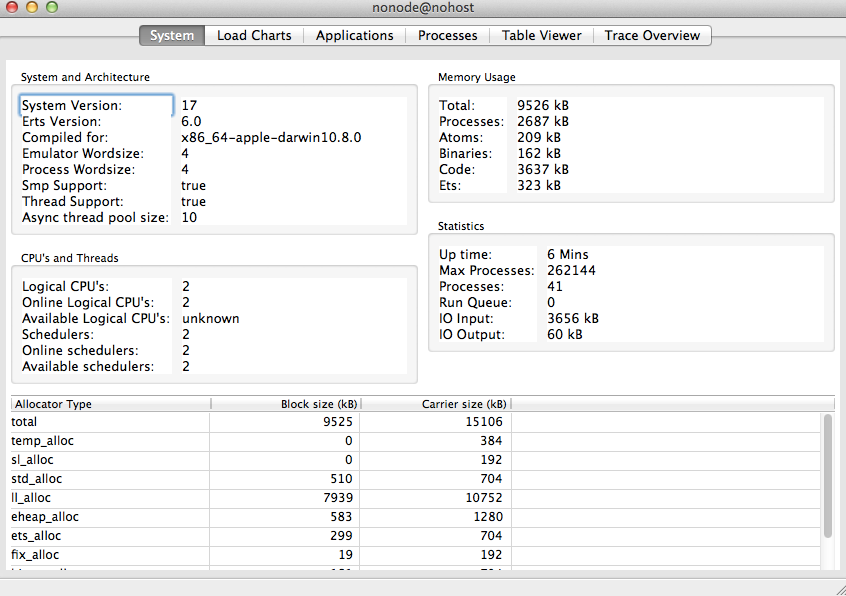 nonode@nohost
System Load Charts Applications Processes Table Viewer Trace Overview
System and Architecture
System Version: 17
Erts Version: 6.0
Compiled for: x86_64-apple-darwin10.8.0
Emulator Wordsize: 4
Process Wordsize: 4
Smp Support: true
Thread Support: true
Async thread pool size: 10
CPU's and Threads
Logical CPU's: 2
Online Logical CPU's: 2
Available Logical CPU's: unknown
Schedulers: 2
Online schedulers: 2
Available schedulers: 2
Memory Usage
Total: 9526 kB
Processes: 2687 kB
Atoms: 209 kB
Binaries: 162 kB
Code: 3637 kB
Ets: 323 kB
Statistics
Up time: 6 Mins
Max Processes: 262144
Processes: 41
Run Queue: 0
IO Input: 3656 kB
IO Output: 60 kB
Allocator Type Block size (kB) Carrier size (kB)
total 9525 15106
temp_alloc 0 384
sl_alloc 0 192
std_alloc 510 704
ll_alloc 7939 10752
eheap_alloc 583 1280
ets_alloc 299 704
fix_alloc 19 192